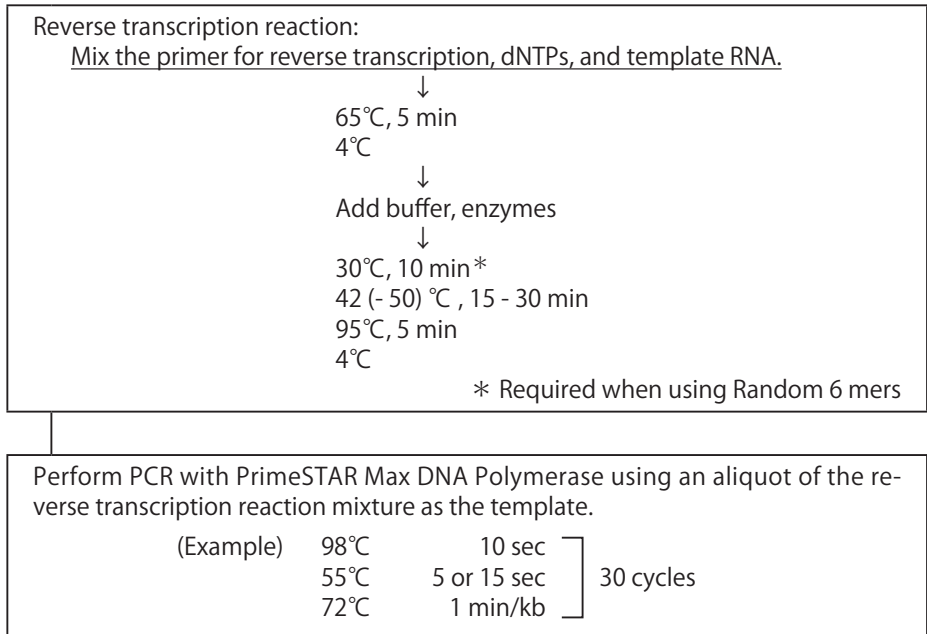 Reverse transcription reaction:
Mix the primer for reverse transcription, dNTPs, and template RNA.
↓
65℃, 5 min
4℃
↓
Add buffer, enzymes
↓
30℃, 10 min＊
42 (- 50) ℃ , 15 - 30 min
95℃, 5 min
4℃
＊ Required when using Random 6 mers
Perform PCR with PrimeSTAR Max DNA Polymerase using an aliquot of the re-
verse transcription reaction mixture as the template.
(Example) 98℃ 10 sec
55℃ 5 or 15 sec 30 cycles
72℃ 1 min/kb